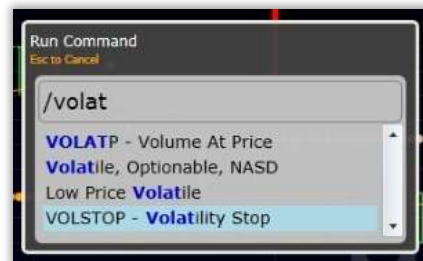 Run Command
Esc to Cancel
/volat
VOLATP - Volume At Price
Volatile, Optionable, NASD
Low Price Volatile
VOLSTOP - Volatility Stop